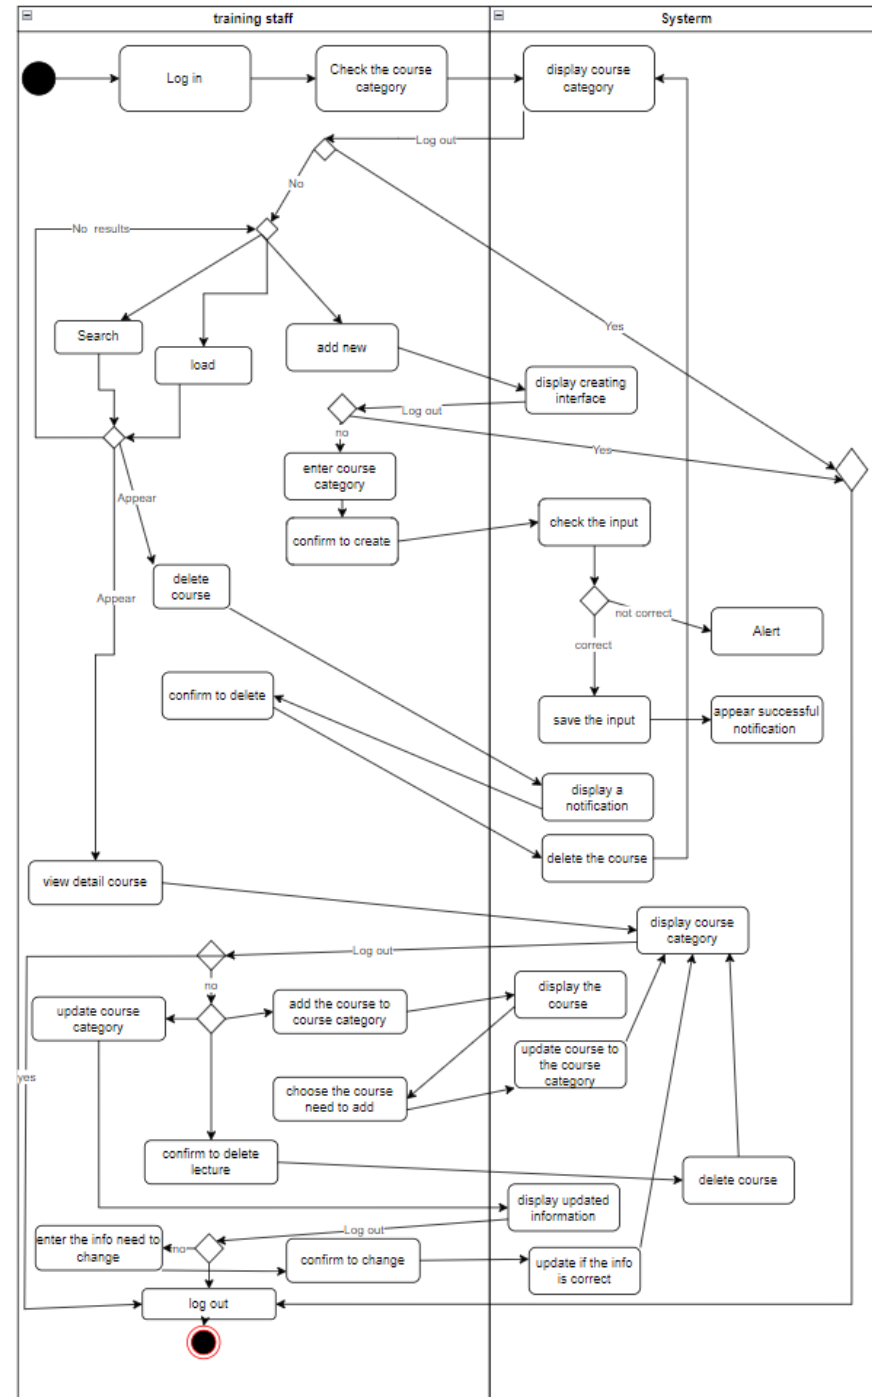 training staff
Systerm
Log in
Check the course
category
display course
category
Log out
No
No results
Yes
Search
load
add new
display creating
interface
Log out
no
Yes
enter course
category
confirm to create
check the input
Appear
delete
course
Appear
not correct
Alert
correct
confirm to delete
save the input
appear successful
notification
display a
notification
delete the course
view detail course
display course
category
Log out
no
update course
category
add the course to
course category
display the
course
yes
choose the course
need to add
update course to
the course
category
confirm to delete
lecture
delete course
display updated
information
Log out
enter the info need to
change
no
confirm to change
update if the info
is correct
log out